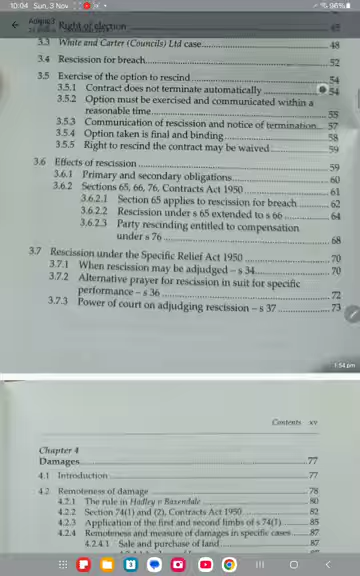 10:04 Sun, 3 Nov
96%
Right of election ... 45
3.3 White and Carter (Councils) Ltd case ... 48
3.4 Rescission for breach ... 52
3.5 Exercise of the option to rescind ... 54
3.5.1 Contract does not terminate automatically ... 54
3.5.2 Option must be exercised and communicated within a
reasonable time ... 55
3.5.3 Communication of rescission and notice of termination ... 57
3.5.4 Option taken is final and binding ... 58
3.5.5 Right to rescind the contract may be waived ... 59
3.6 Effects of rescission ... 59
3.6.1 Primary and secondary obligations ... 60
3.6.2 Sections 65, 66, 76, Contracts Act 1950 ... 61
3.6.2.1 Section 65 applies to rescission for breach ... 62
3.6.2.2 Rescission under s 65 extended to s 66 ... 64
3.6.2.3 Party rescinding entitled to compensation
under s 76 ... 68
3.7 Rescission under the Specific Relief Act 1950 ... 70
3.7.1 When rescission may be adjudged – s 34 ... 70
3.7.2 Alternative prayer for rescission in suit for specific
performance – s 36 ... 72
3.7.3 Power of court on adjudging rescission – s 37 ... 73
1:54 pm
Contents xv
Chapter 4
Damages ... 77
4.1 Introduction ... 77
4.2 Remoteness of damage ... 78
4.2.1 The rule in Hadley v Baxendale ... 80
4.2.2 Section 74(1) and (2), Contracts Act 1950 ... 82
4.2.3 Application of the first and second limbs of s 74(1) ... 85
4.2.4 Remoteness and measure of damages in specific cases ... 87
4.2.4.1 Sale and purchase of land ... 87